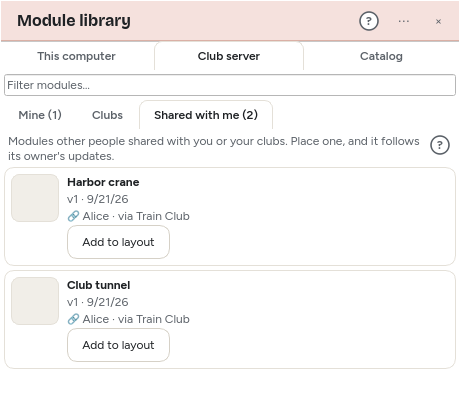 Module library
? ... ×
This computer
Club server
Catalog
Filter modules...
Mine (1)
Clubs
Shared with me (2)
Modules other people shared with you or your clubs. Place one, and it follows
its owner's updates.
?
Harbor crane
v1 · 9/21/26
🔗 Alice · via Train Club
Add to layout
Club tunnel
v1 · 9/21/26
🔗 Alice · via Train Club
Add to layout